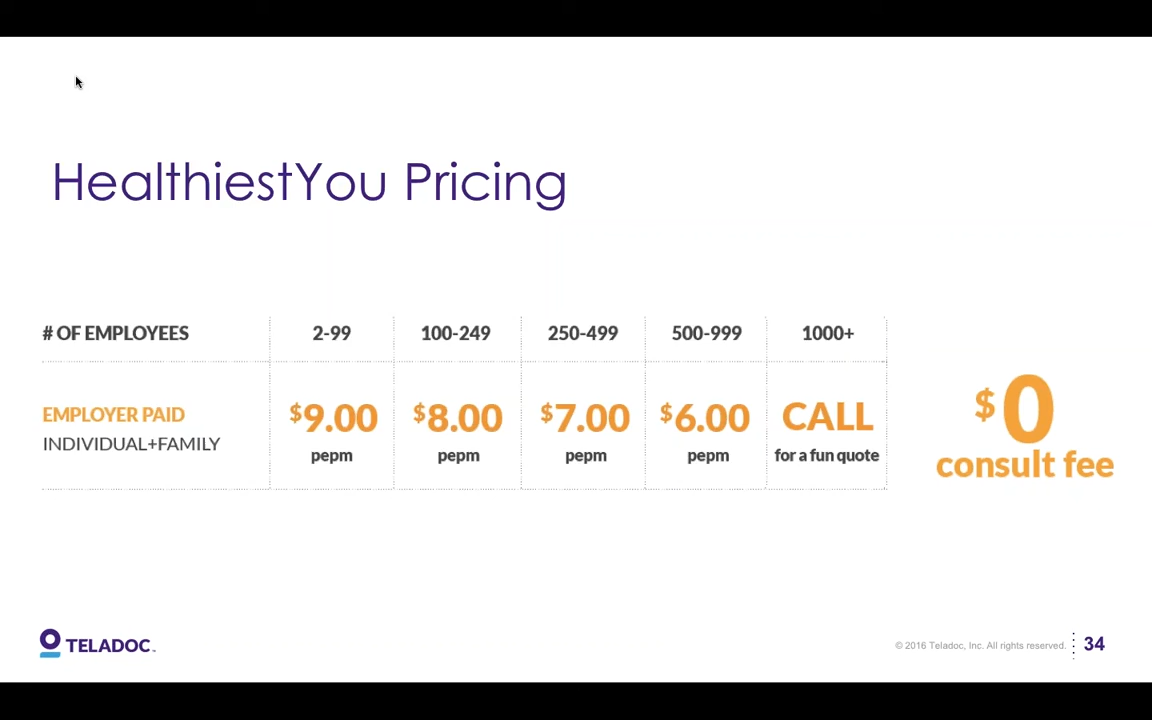 HealthiestYou Pricing
# OF EMPLOYEES 2-99 100-249 250-499 500-999 1000+
EMPLOYER PAID $9.00 $8.00 $7.00 $6.00 CALL
INDIVIDUAL+FAMILY pepm pepm pepm pepm for a fun quote
$0
consult fee
TELADOC™
© 2016 Teladoc, Inc. All rights reserved. 34